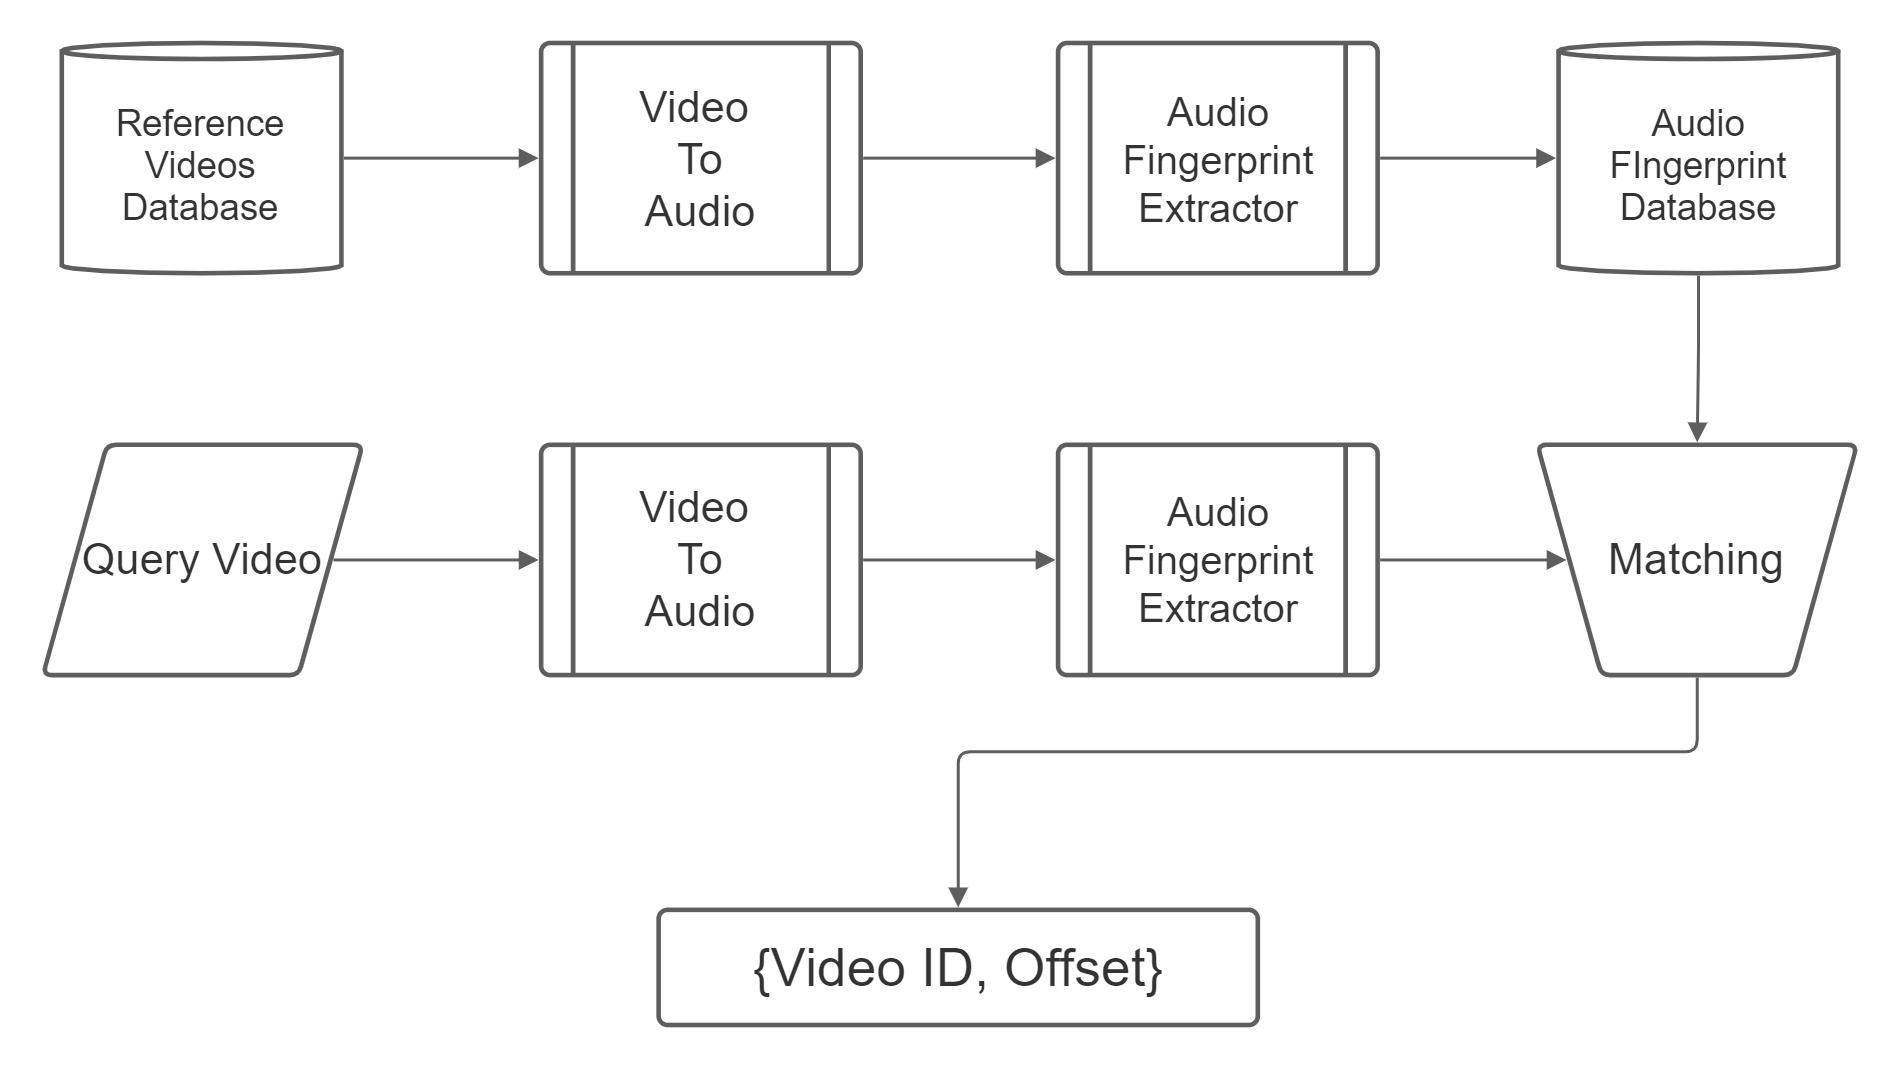 Reference
Videos
Database
Video
To
Audio
Audio
Fingerprint
Extractor
Audio
FIngerprint
Database
Query Video
Video
To
Audio
Audio
Fingerprint
Extractor
Matching
{Video ID, Offset}